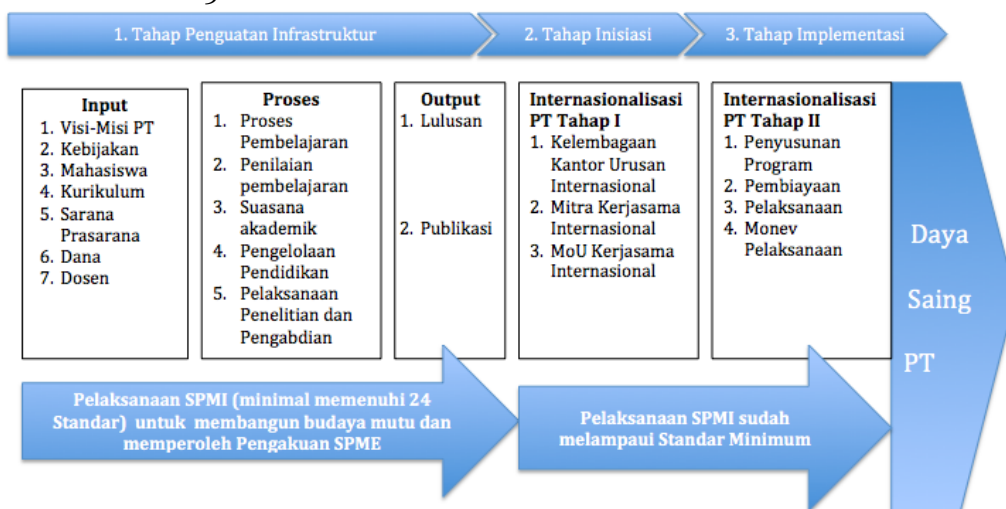 1. Tahap Penguatan Infrastruktur
2. Tahap Inisiasi
3. Tahap Implementasi
Input
1. Visi-Misi PT
2. Kebijakan
3. Mahasiswa
4. Kurikulum
5. Sarana
Prasarana
6. Dana
7. Dosen
Proses
1. Proses
Pembelajaran
2. Penilaian
pembelajaran
3. Suasana
akademik
4. Pengelolaan
Pendidikan
5. Pelaksanaan
Penelitian dan
Pengabdian
Output
1. Lulusan
2. Publikasi
Internasionalisasi
PT Tahap I
1. Kelembagaan
Kantor Urusan
Internasional
2. Mitra Kerjasama
Internasional
3. MoU Kerjasama
Internasional
Internasionalisasi
PT Tahap II
1. Penyusunan
Program
2. Pembiayaan
3. Pelaksanaan
4. Monev
Pelaksanaan
Daya
Saing
PT
Pelaksanaan SPMI (minimal memenuhi 24
Standar) untuk membangun budaya mutu dan
memperoleh Pengakuan SPME
Pelaksanaan SPMI sudah
melampaui Standar Minimum